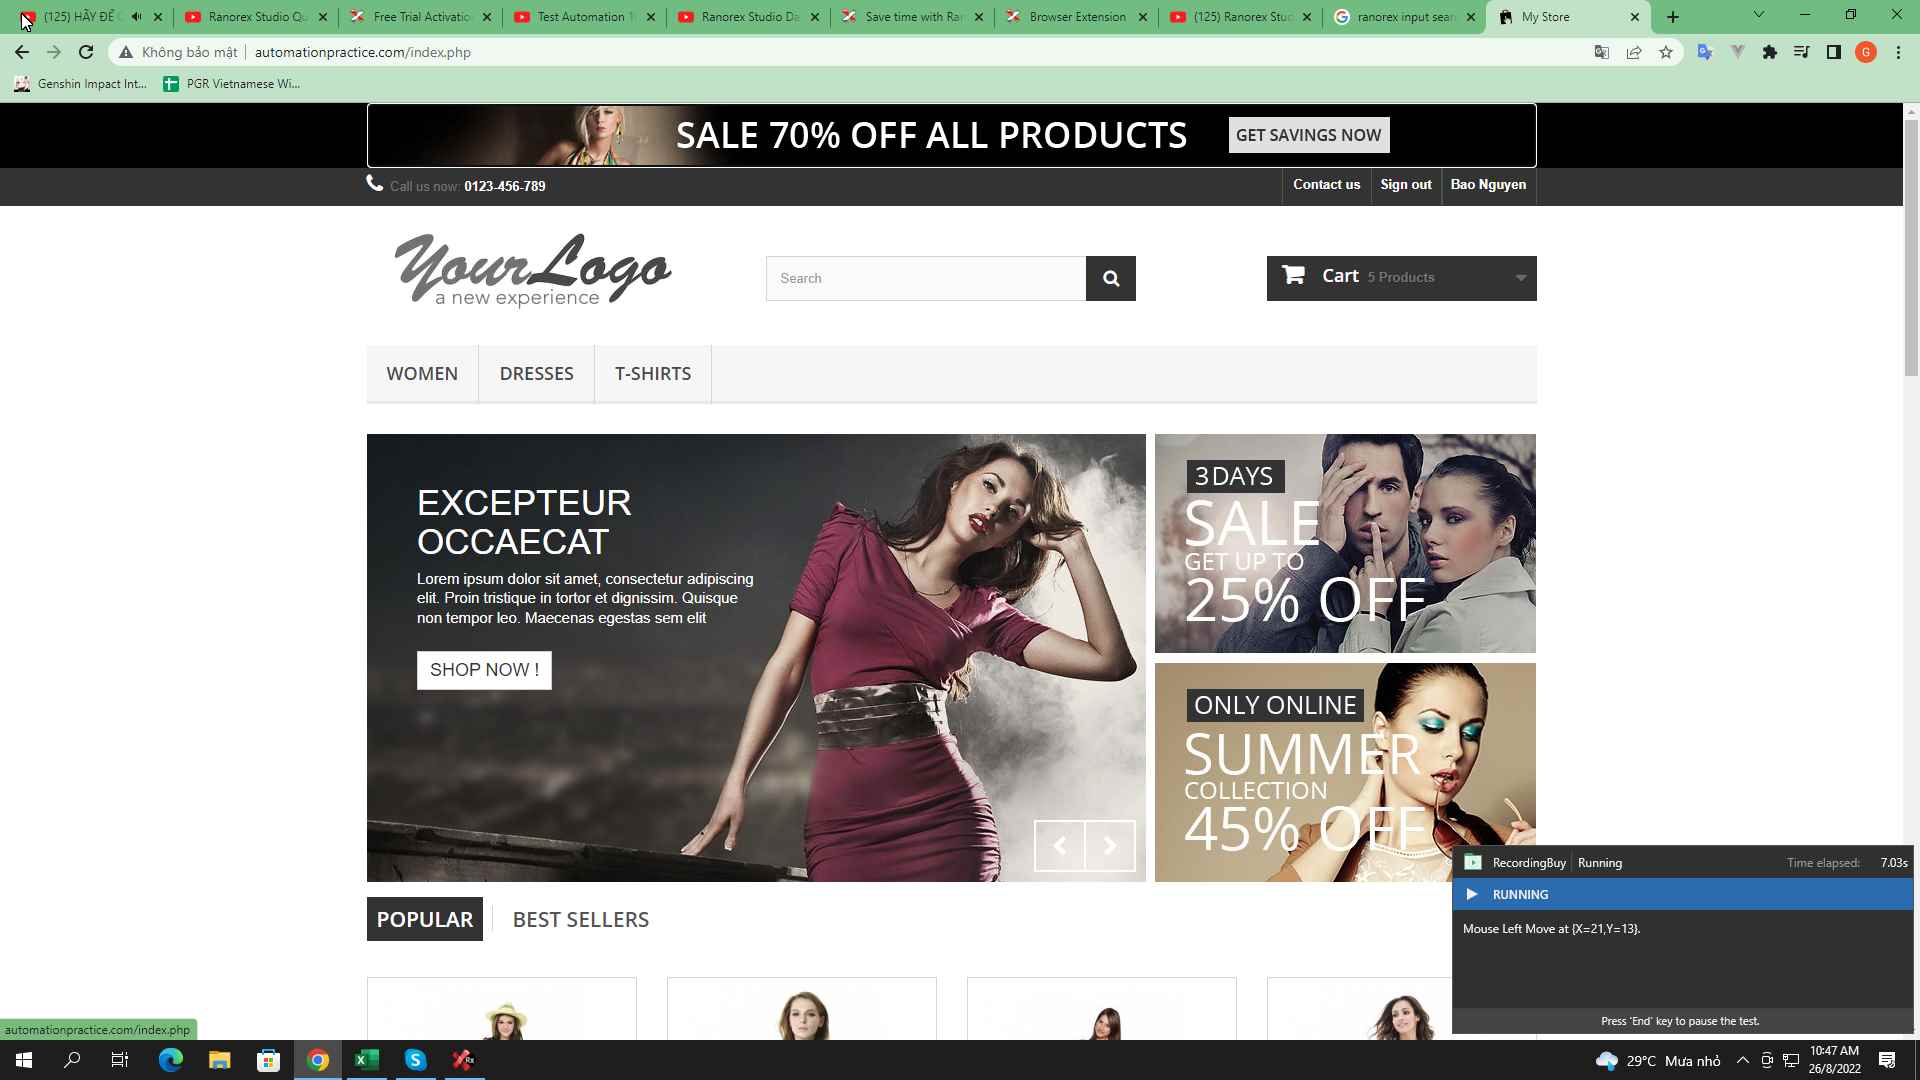 (125) HÃY ĐỂ
Ranorex Studio Qu
Free Trial Activatio
Test Automation 1
Ranorex Studio Da
Save time with Ran
Browser Extension
(125) Ranorex Stud
ranorex input sear
My Store
Không bảo mật
automationpractice.com/index.php
G
Genshin Impact Int...
PGR Vietnamese Wi...
SALE 70% OFF ALL PRODUCTS
GET SAVINGS NOW
Call us now: 0123-456-789
Contact us
Sign out
Bao Nguyen
Your Logo
a new experience
Search
Cart 5 Products
WOMEN
DRESSES
T-SHIRTS
EXCEPTEUR
OCCAECAT
Lorem ipsum dolor sit amet, consectetur adipiscing
elit. Proin tristique in tortor et dignissim. Quisque
non tempor leo. Maecenas egestas sem elit
SHOP NOW !
3 DAYS
SALE
GET UP TO
25% OFF
ONLY ONLINE
SUMMER
COLLECTION
45% OFF
POPULAR
BEST SELLERS
RecordingBuy
Running
Time elapsed:
7.03s
RUNNING
Mouse Left Move at {X=21,Y=13}.
Press 'End' key to pause the test.
automationpractice.com/index.php
29°C Mưa nhỏ
10:47 AM
26/8/2022